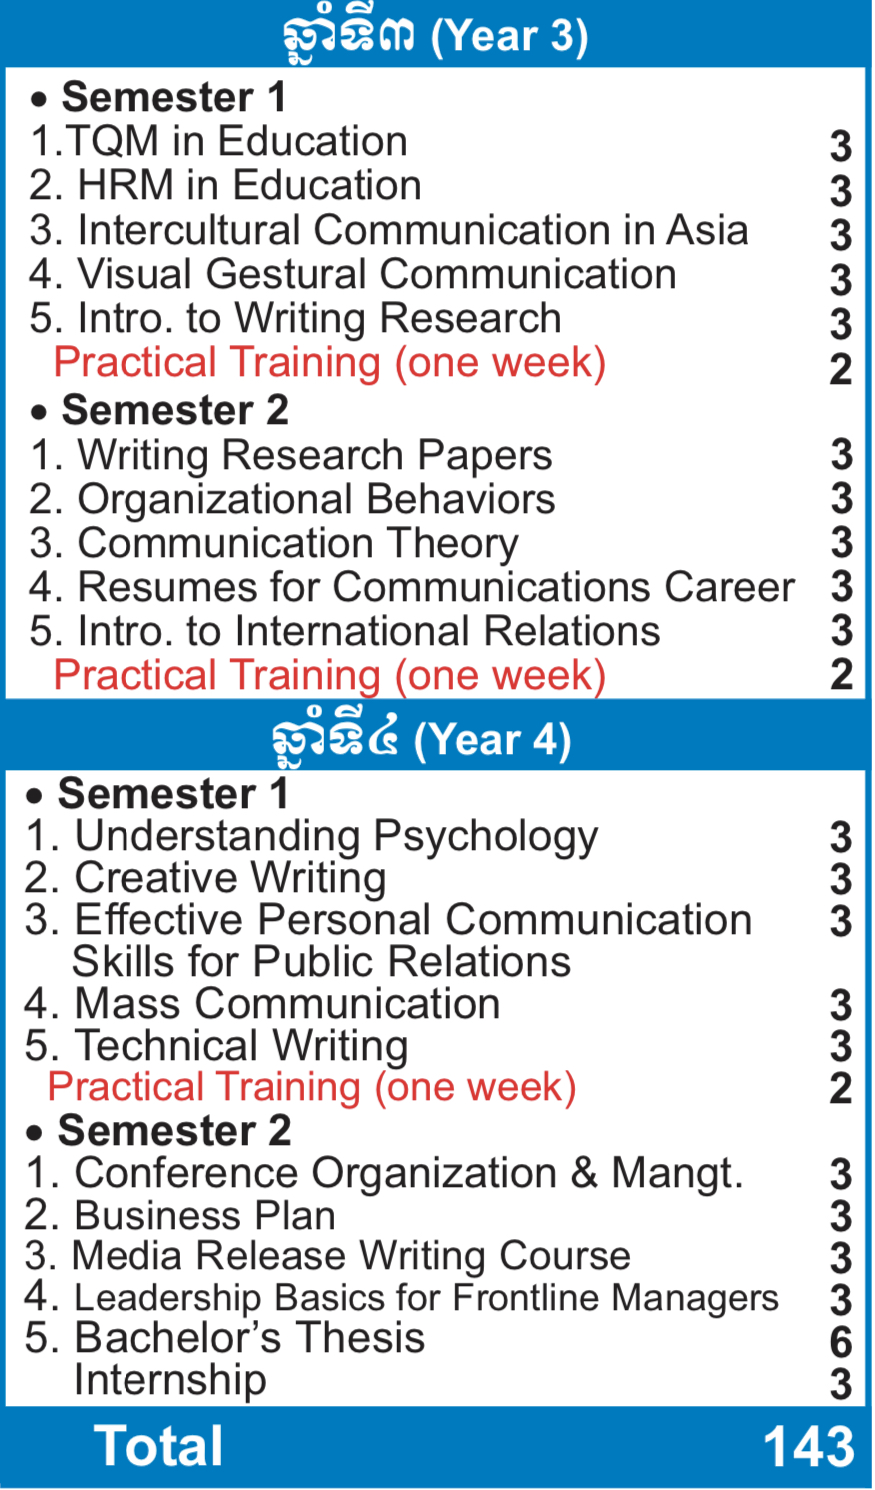 ឆ្នាំទី៣ (Year 3)
• Semester 1
1.TQM in Education 3
2. HRM in Education 3
3. Intercultural Communication in Asia 3
4. Visual Gestural Communication 3
5. Intro. to Writing Research 3
Practical Training (one week) 2
• Semester 2
1. Writing Research Papers 3
2. Organizational Behaviors 3
3. Communication Theory 3
4. Resumes for Communications Career 3
5. Intro. to International Relations 3
Practical Training (one week) 2
ឆ្នាំទី៤ (Year 4)
• Semester 1
1. Understanding Psychology 3
2. Creative Writing 3
3. Effective Personal Communication 3
Skills for Public Relations
4. Mass Communication 3
5. Technical Writing 3
Practical Training (one week) 2
• Semester 2
1. Conference Organization & Mangt. 3
2. Business Plan 3
3. Media Release Writing Course 3
4. Leadership Basics for Frontline Managers 3
5. Bachelor’s Thesis 6
Internship 3
Total 143